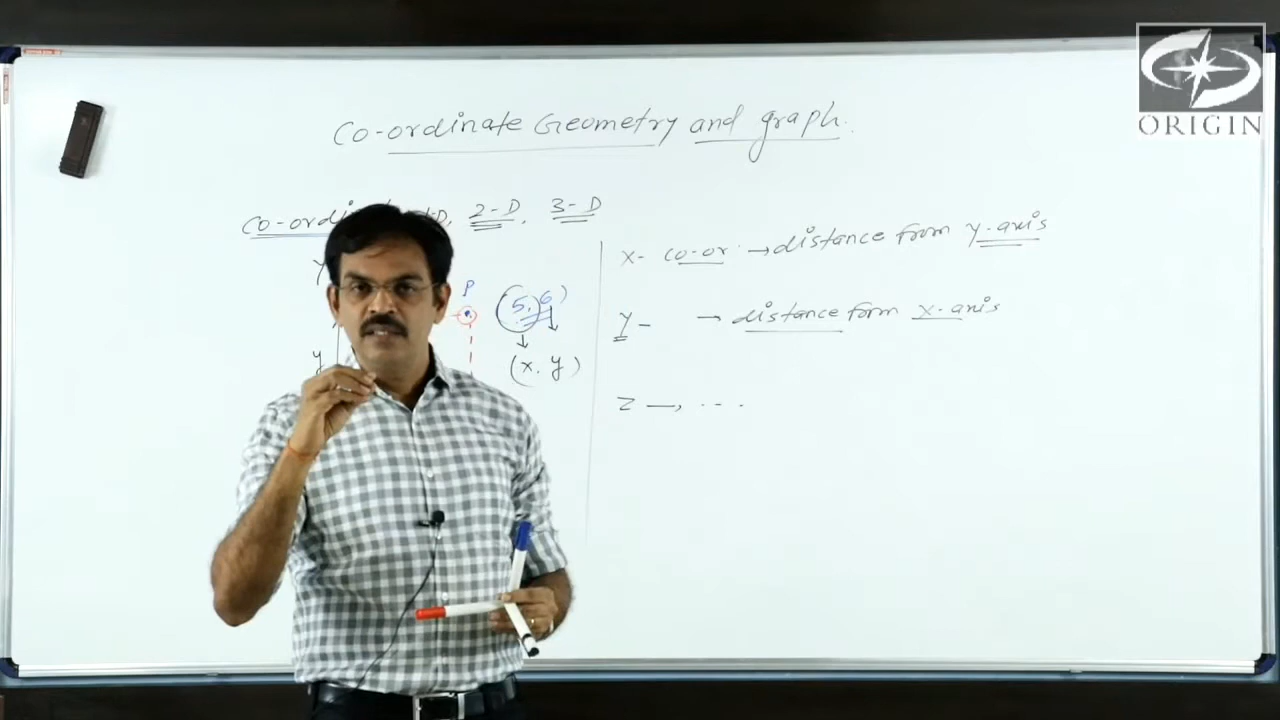 ORIGIN
Co-ordinate Geometry and graph.
2-D, 3-D
x- co-or. → distance from y-axis
y
P
(5, 6)
y- → distance form x-axis
y
(x, y)
z → ....